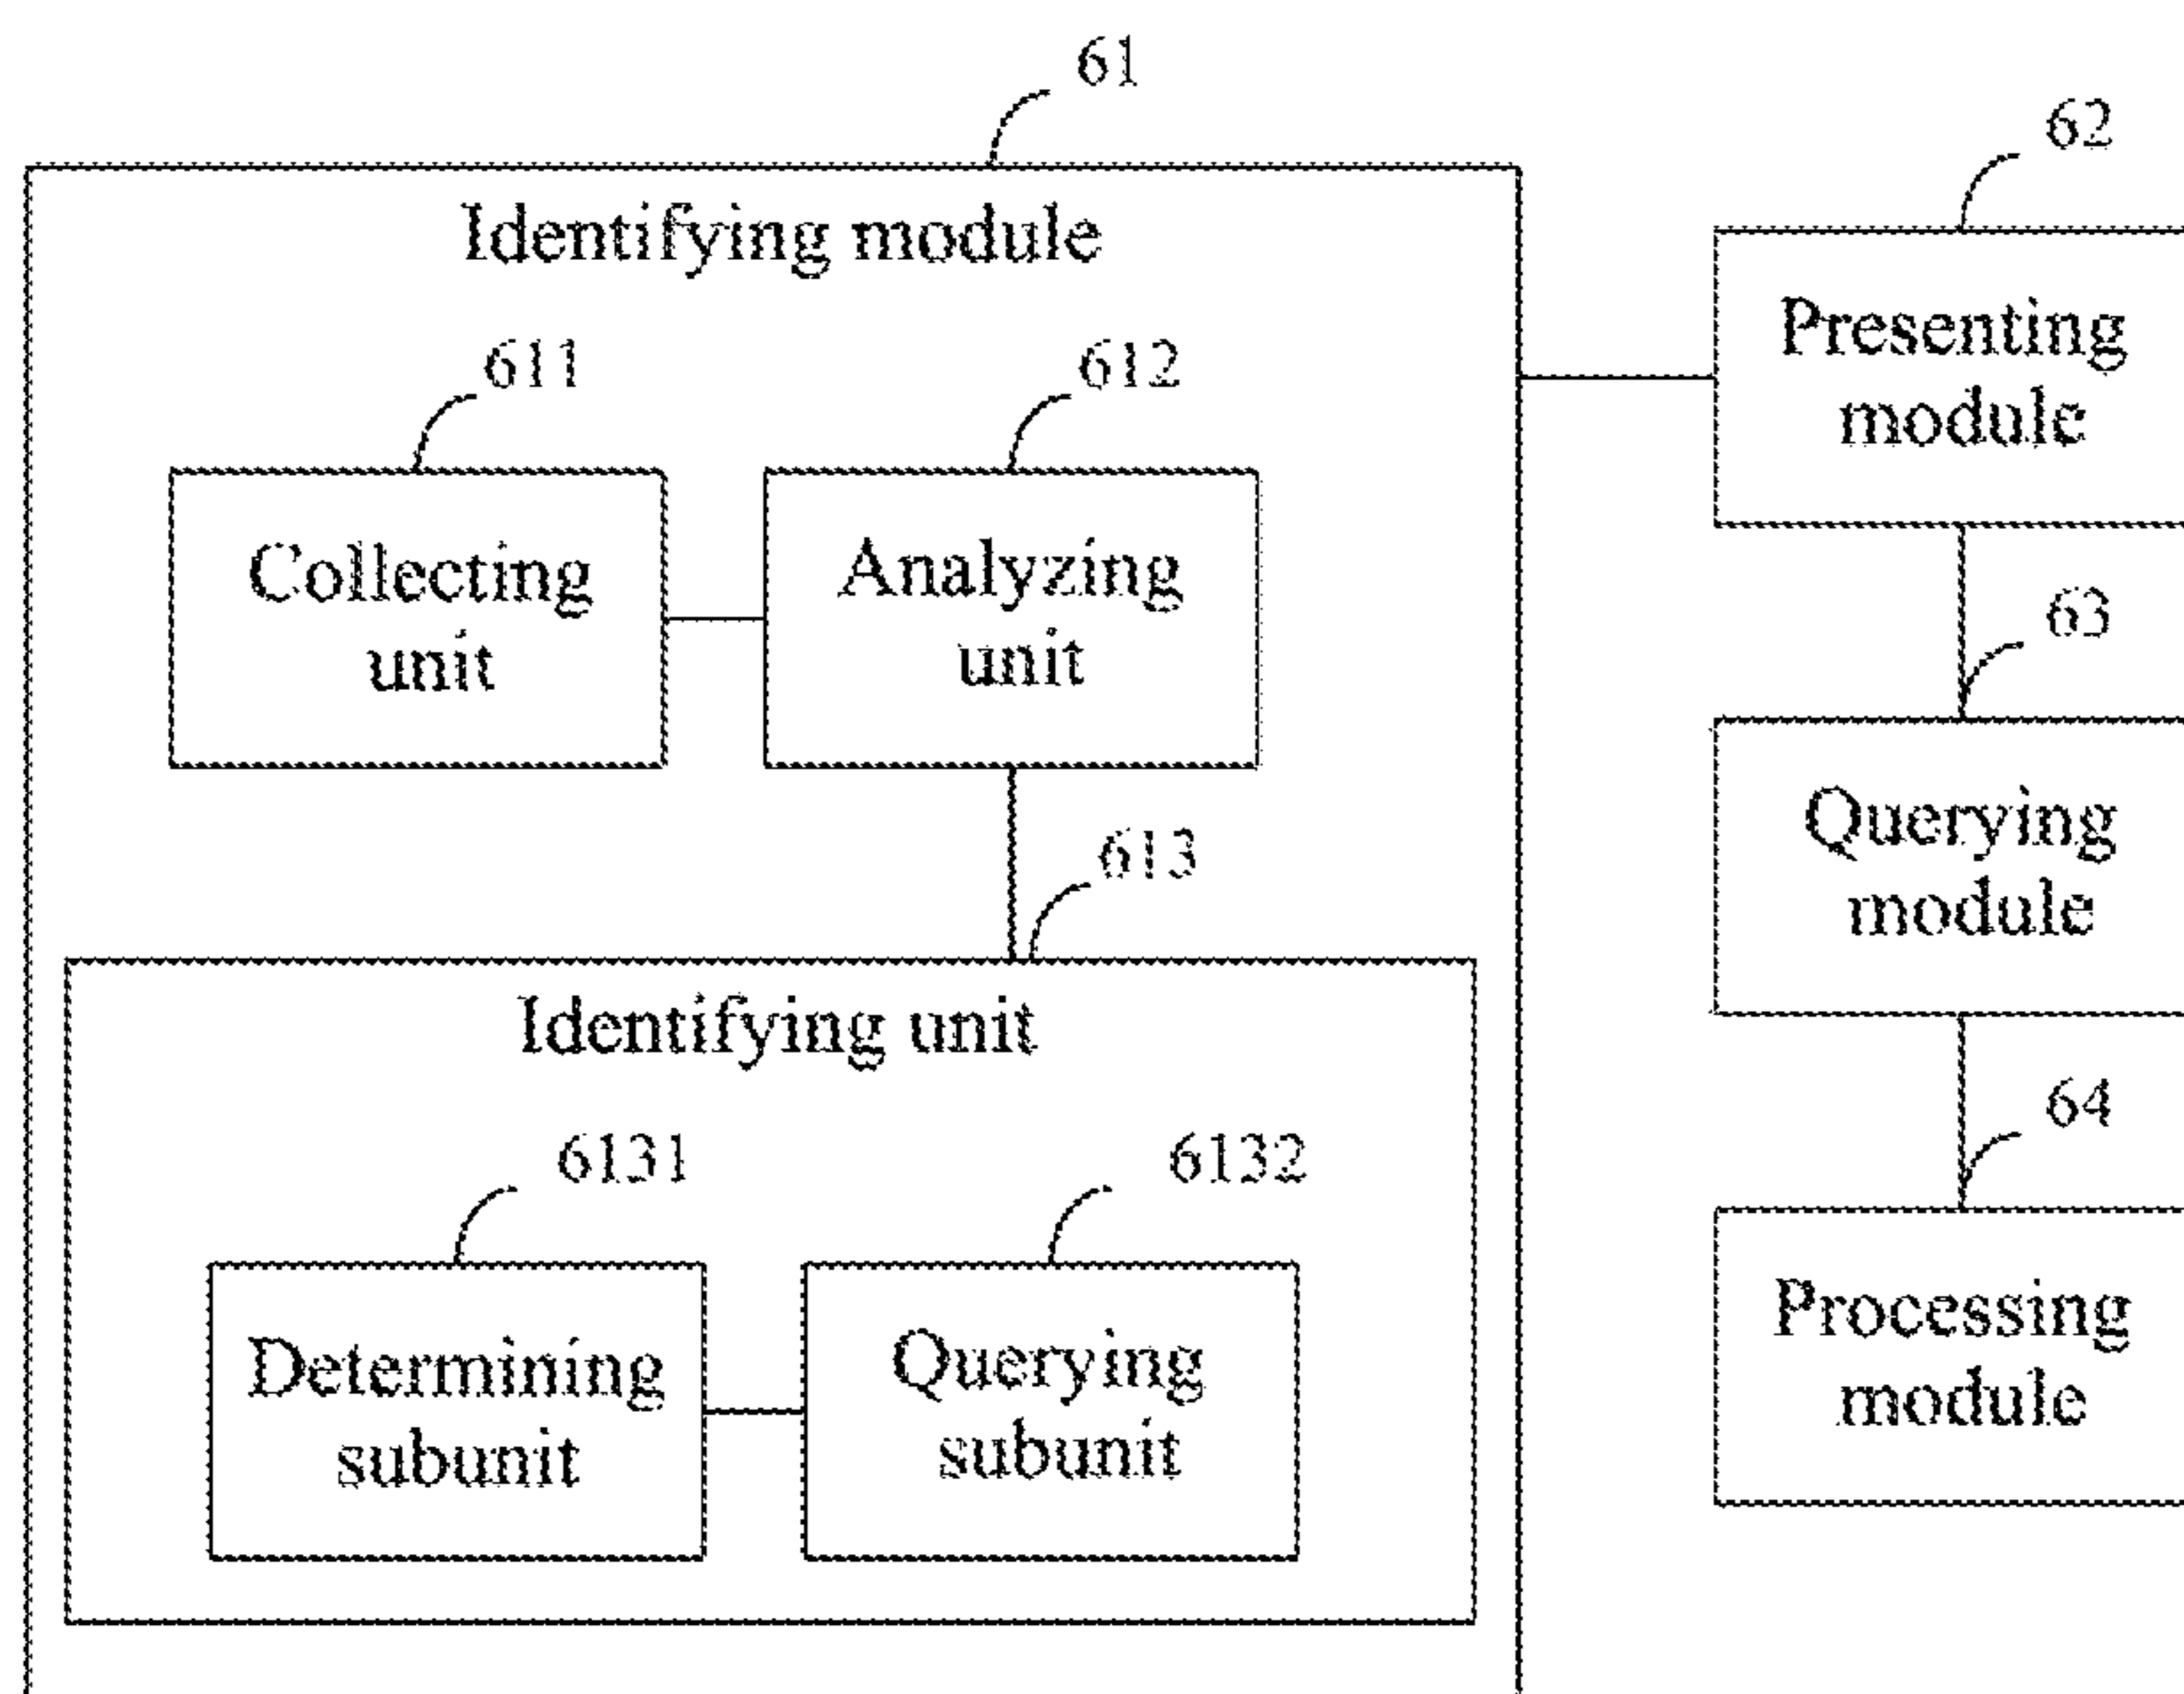 61
Identifying module
611
612
Collecting
unit
Analyzing
unit
613
Identifying unit
6131
6132
Determining
subunit
Querying
subunit
62
Presenting
module
63
Querying
module
64
Processing
module